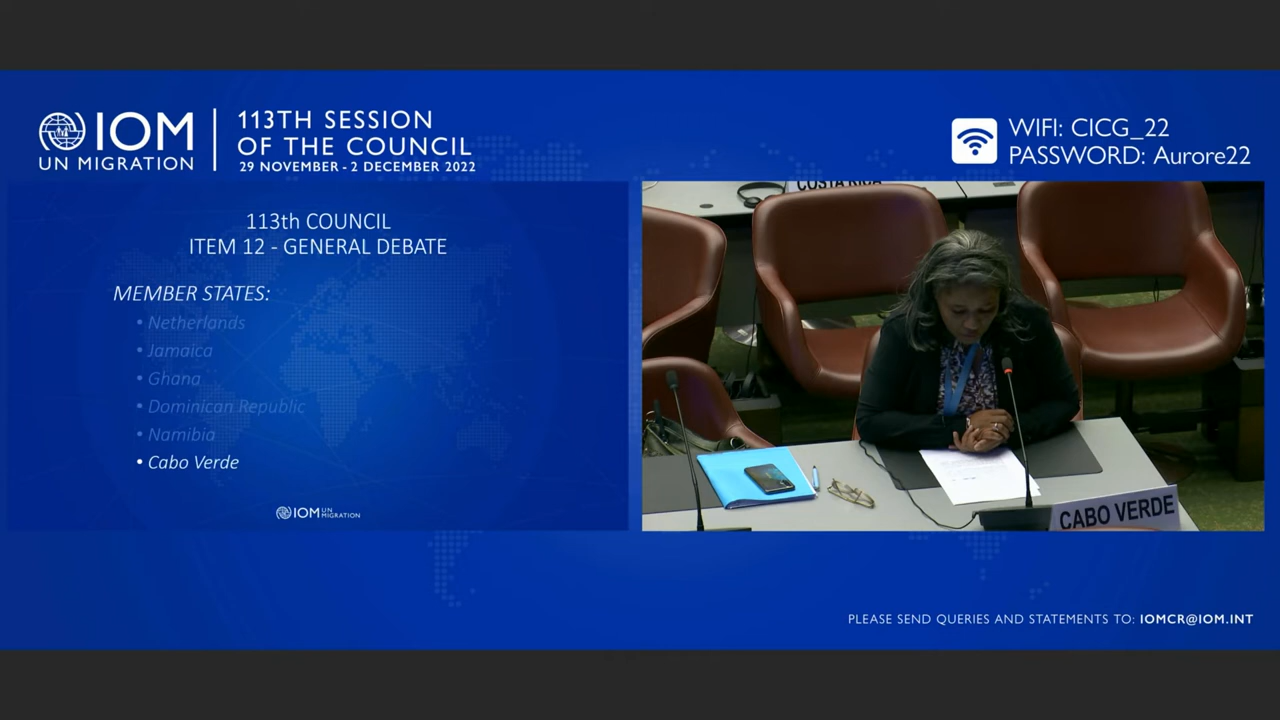 IOM
UN MIGRATION
113TH SESSION
OF THE COUNCIL
29 NOVEMBER - 2 DECEMBER 2022
WIFI: CICG_22
PASSWORD: Aurore22
113th COUNCIL
ITEM 12 - GENERAL DEBATE
MEMBER STATES:
• Netherlands
• Jamaica
• Ghana
• Dominican Republic
• Namibia
• Cabo Verde
IOM UN MIGRATION
COSTA RICA
CABO VERDE
PLEASE SEND QUERIES AND STATEMENTS TO: IOMCR@IOM.INT